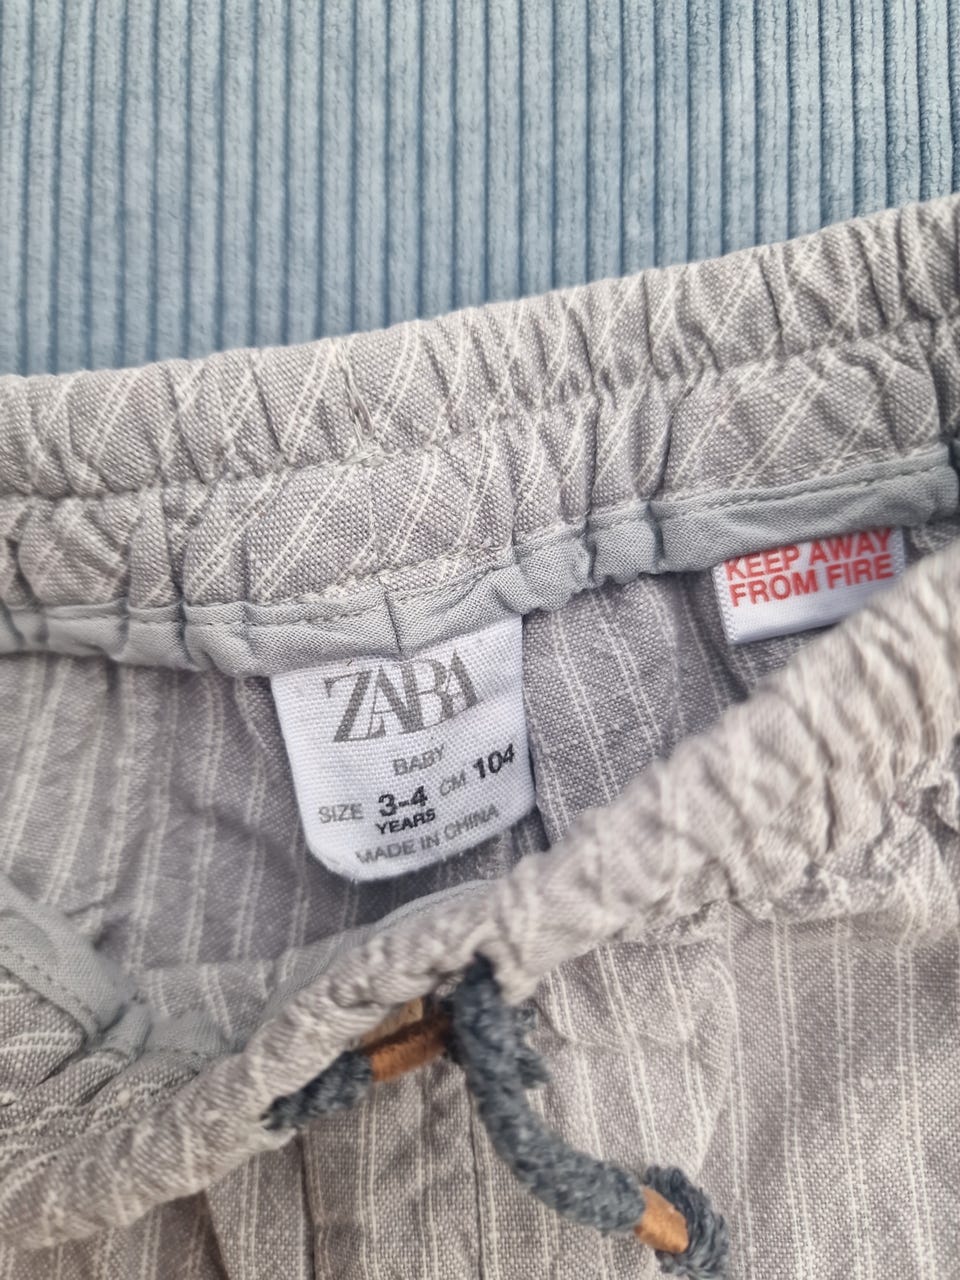 KEEP AWAY
FROM FIRE
ZARA
BABY
SIZE 3-4 CM 104
YEARS
MADE IN CHINA